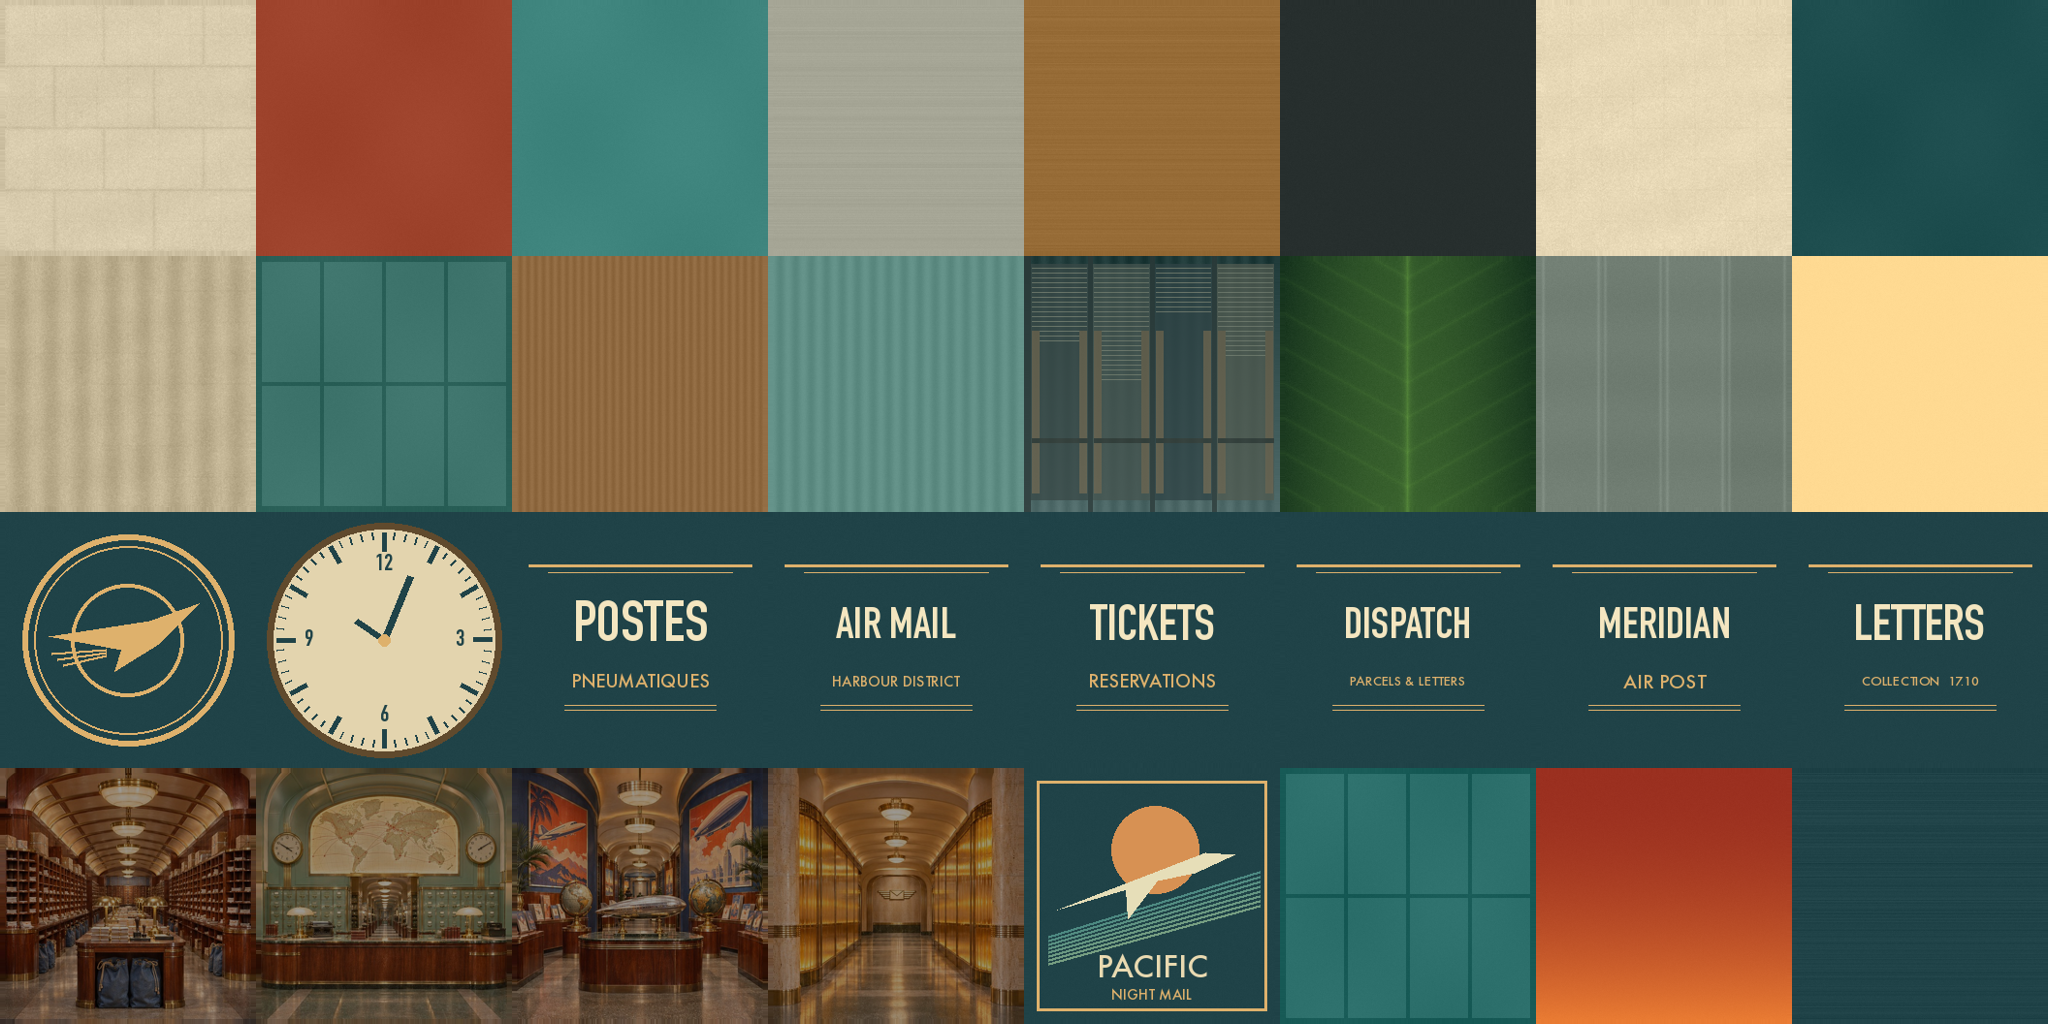 12
9
3
6
POSTES
PNEUMATIQUES
AIR MAIL
HARBOUR DISTRICT
TICKETS
RESERVATIONS
DISPATCH
PARCELS & LETTERS
MERIDIAN
AIR POST
LETTERS
COLLECTION 17.10
PACIFIC
NIGHT MAIL